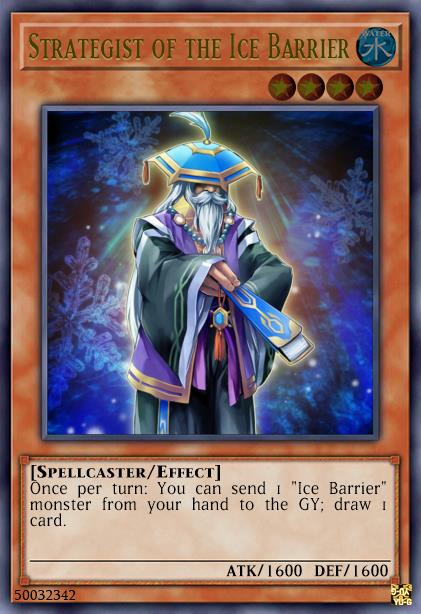 STRATEGIST OF THE ICE BARRIER
WATER
水
[SPELLCASTER/EFFECT]
Once per turn: You can send 1 "Ice Barrier"
monster from your hand to the GY; draw 1
card.
ATK/1600 DEF/1600
50032342